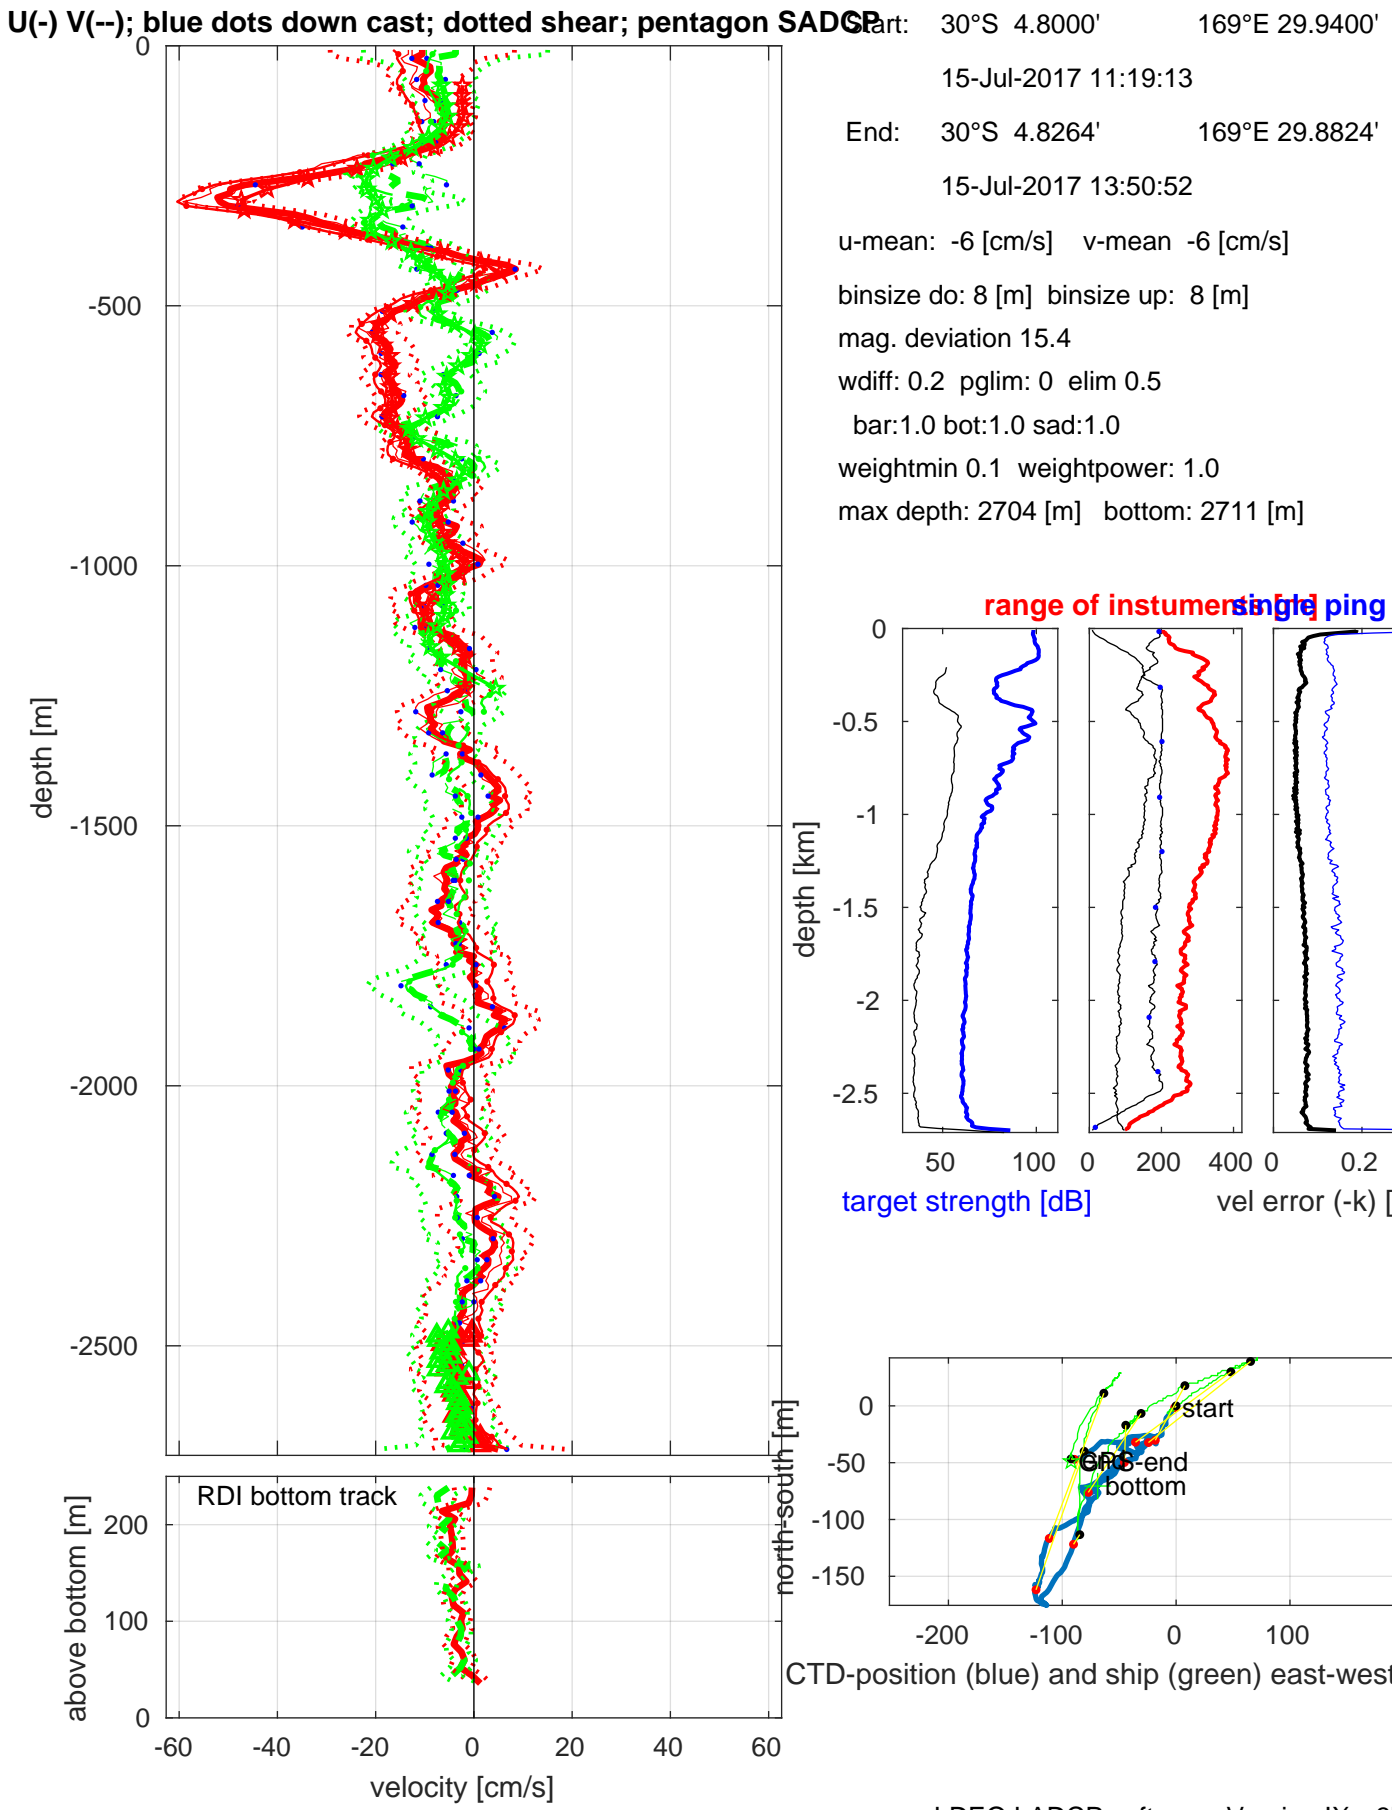 U(-) V(--); blue dots down cast; dotted shear; pentagon SADCP
Start: 30°S 4.8000' 169°E 29.9400'
15-Jul-2017 11:19:13
End: 30°S 4.8264' 169°E 29.8824'
15-Jul-2017 13:50:52
u-mean: -6 [cm/s] v-mean -6 [cm/s]
binsize do: 8 [m] binsize up: 8 [m]
mag. deviation 15.4
wdiff: 0.2 pglim: 0 elim 0.5
bar:1.0 bot:1.0 sad:1.0
weightmin 0.1 weightpower: 1.0
max depth: 2704 [m] bottom: 2711 [m]
0
-500
-1000
-1500
-2000
-2500
depth [m]
RDI bottom track
200
100
0
above bottom [m]
-60 -40 -20 0 20 40 60
velocity [cm/s]
range of instuments [m]
single ping
0
-0.5
-1
-1.5
-2
-2.5
depth [km]
50 100
0 200 400
0 0.2
target strength [dB]
vel error (-k) [
0
-50
-100
-150
north-south [m]
start
end
GPS-end
bottom
-200 -100 0 100
CTD-position (blue) and ship (green) east-west